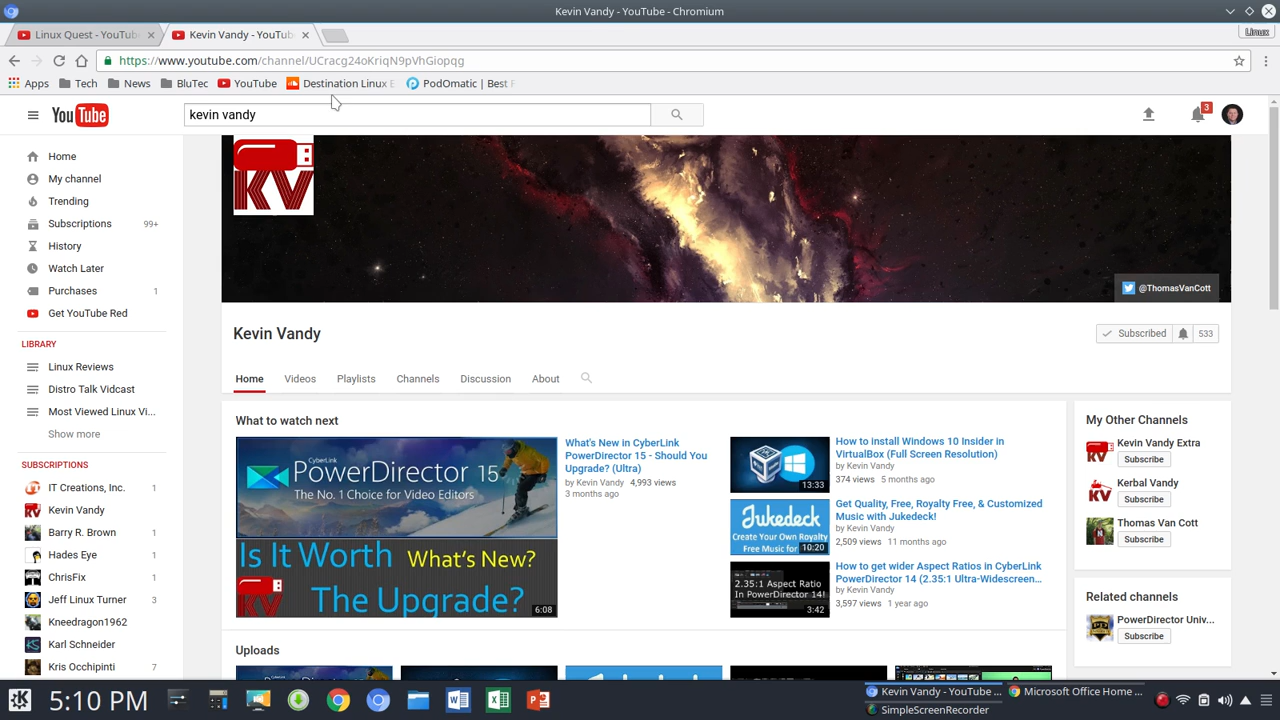 Kevin Vandy - YouTube - Chromium
Linux Quest - YouTub
Kevin Vandy - YouTub
Linux
https://www.youtube.com/channel/UCracg24oKriqN9pVhGiopqg
Apps
Tech
News
BluTec
YouTube
Destination Linux E
PodOmatic | Best F
YouTube
kevin vandy
3
Home
My channel
Trending
Subscriptions 99+
History
Watch Later
Purchases 1
Get YouTube Red
LIBRARY
Linux Reviews
Distro Talk Vidcast
Most Viewed Linux Vi...
Show more
SUBSCRIPTIONS
IT Creations, Inc. 1
Kevin Vandy
Barry R. Brown 1
Hades Eye 1
ChrisFix 1
Jeff Linux Turner 3
Kneedragon1962
Karl Schneider
Kris Occhipinti 7
KV
@ThomasVanCott
Kevin Vandy
Subscribed 533
Home
Videos
Playlists
Channels
Discussion
About
What to watch next
CyberLink
PowerDirector 15
The No. 1 Choice for Video Editors
Is It Worth What's New?
The Upgrade?
6:08
What's New in CyberLink
PowerDirector 15 - Should You
Upgrade? (Ultra)
by Kevin Vandy 4,993 views
3 months ago
13:33
How to install Windows 10 Insider in
VirtualBox (Full Screen Resolution)
by Kevin Vandy
374 views 5 months ago
Jukedeck
Create Your Own Royalty
Free Music for
10:20
Get Quality, Free, Royalty Free, & Customized
Music with Jukedeck!
by Kevin Vandy
2,509 views 11 months ago
2.35:1 Aspect Ratio
In PowerDirector 14!
3:42
How to get wider Aspect Ratios in CyberLink
PowerDirector 14 (2.35:1 Ultra-Widescreen...
by Kevin Vandy
3,597 views 1 year ago
Uploads
My Other Channels
Kevin Vandy Extra
Subscribe
Kerbal Vandy
Subscribe
Thomas Van Cott
Subscribe
Related channels
PowerDirector Univ...
Subscribe
5:10 PM
Kevin Vandy - YouTube ...
Microsoft Office Home ...
SimpleScreenRecorder